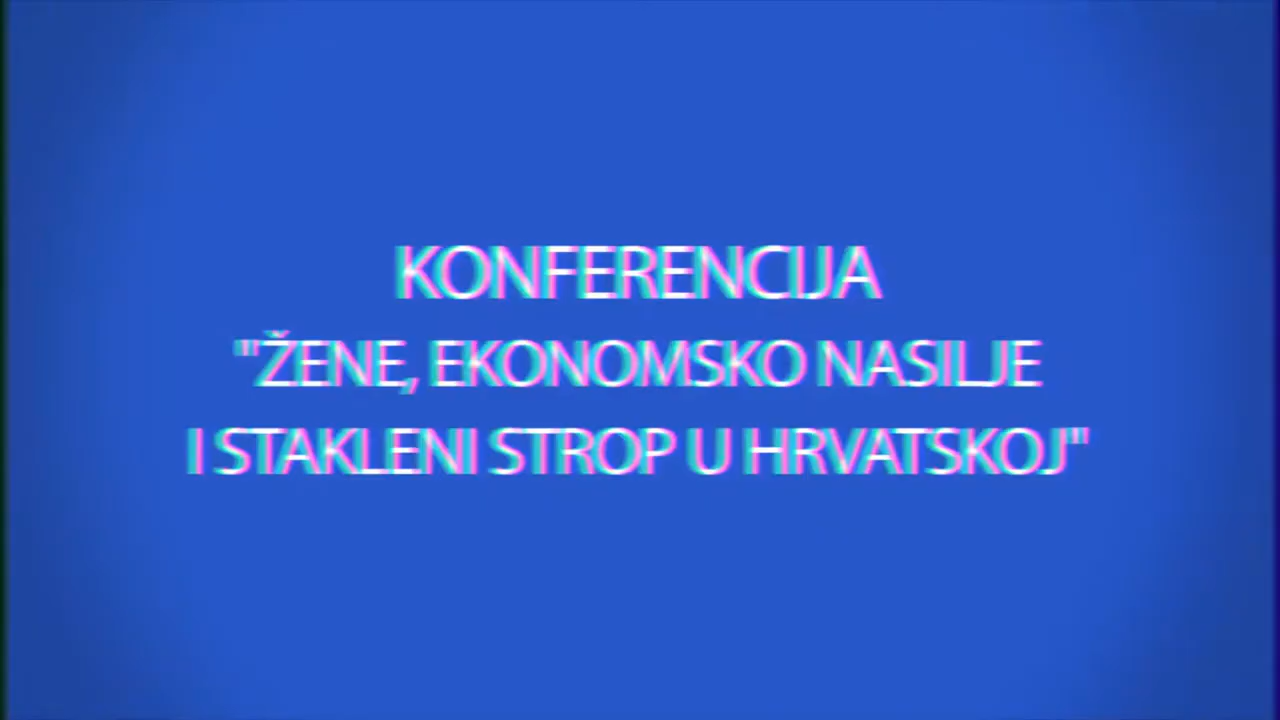 KONFERENCIJA
"ŽENE, EKONOMSKO NASILJE
I STAKLENI STROP U HRVATSKOJ"